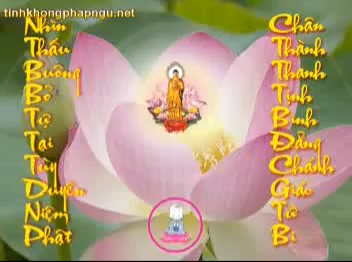 tinhkhongphapngu.net
Nhìn
Thấu
Buông
Bỏ
Tự
Tại
Tùy
Duyên
Niệm
Phật
Chân
Thành
Thanh
Tịnh
Bình
Đẳng
Chánh
Giác
Từ
Bi